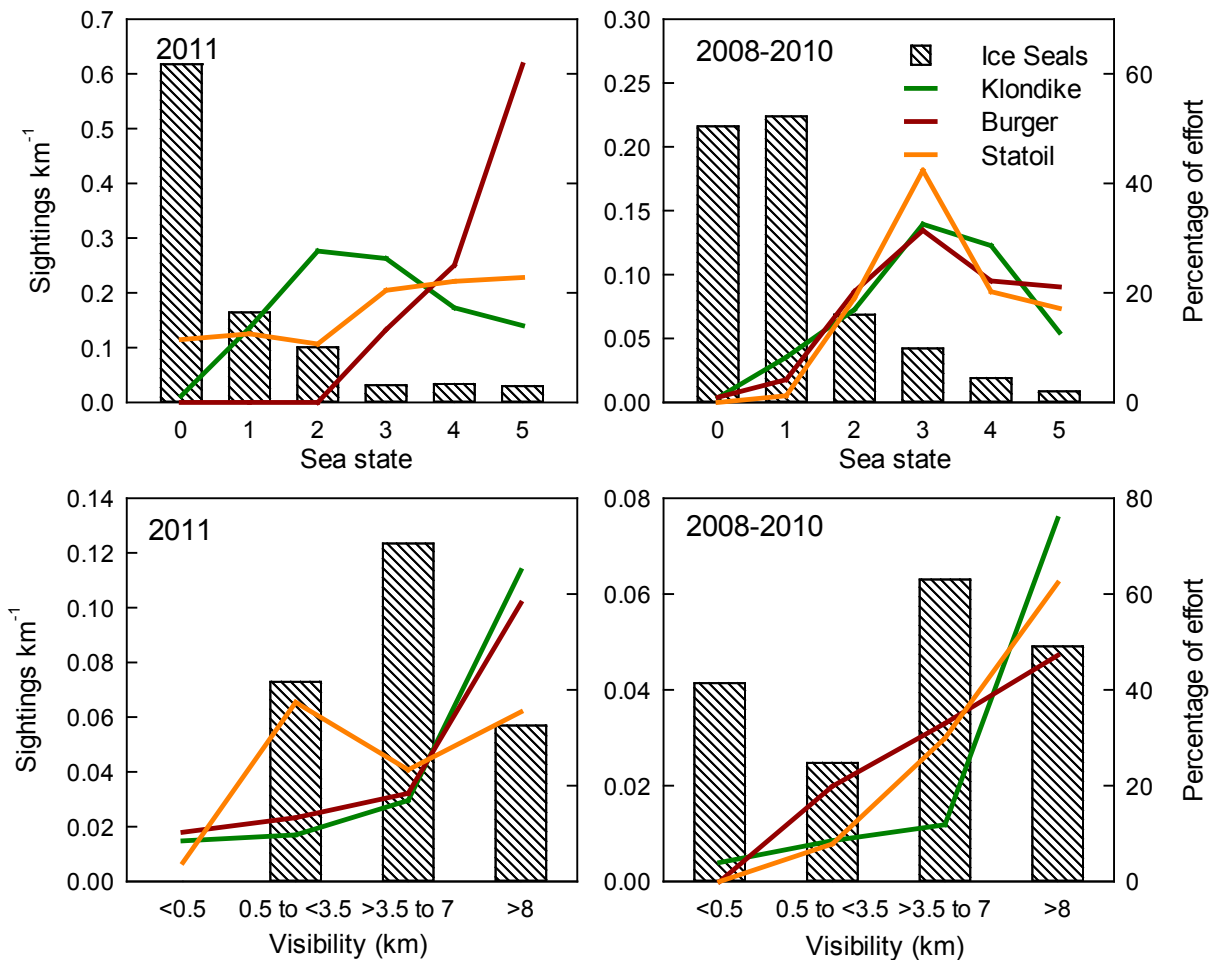 2011
0.7
0.6
0.5
0.4
0.3
0.2
0.1
0.0
Sightings km-1
0 1 2 3 4 5
Sea state
2008-2010
Ice Seals
Klondike
Burger
Statoil
0.30
0.25
0.20
0.15
0.10
0.05
0.00
60
40
20
0
Percentage of effort
0 1 2 3 4 5
Sea state
2011
0.14
0.12
0.10
0.08
0.06
0.04
0.02
0.00
Sightings km-1
<0.5 0.5 to <3.5 >3.5 to 7 >8
Visibility (km)
2008-2010
0.08
0.06
0.04
0.02
0.00
80
60
40
20
0
Percentage of effort
<0.5 0.5 to <3.5 >3.5 to 7 >8
Visibility (km)